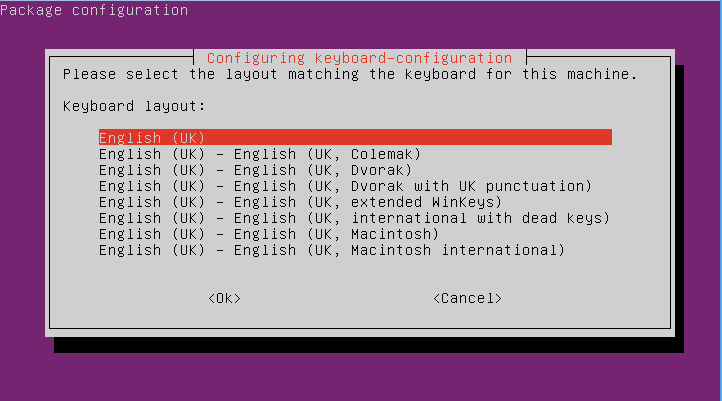 Package configuration
Configuring keyboard-configuration
Please select the layout matching the keyboard for this machine.
Keyboard layout:
English (UK)
English (UK) - English (UK, Colemak)
English (UK) - English (UK, Dvorak)
English (UK) - English (UK, Dvorak with UK punctuation)
English (UK) - English (UK, extended WinKeys)
English (UK) - English (UK, international with dead keys)
English (UK) - English (UK, Macintosh)
English (UK) - English (UK, Macintosh international)
<Ok> <Cancel>